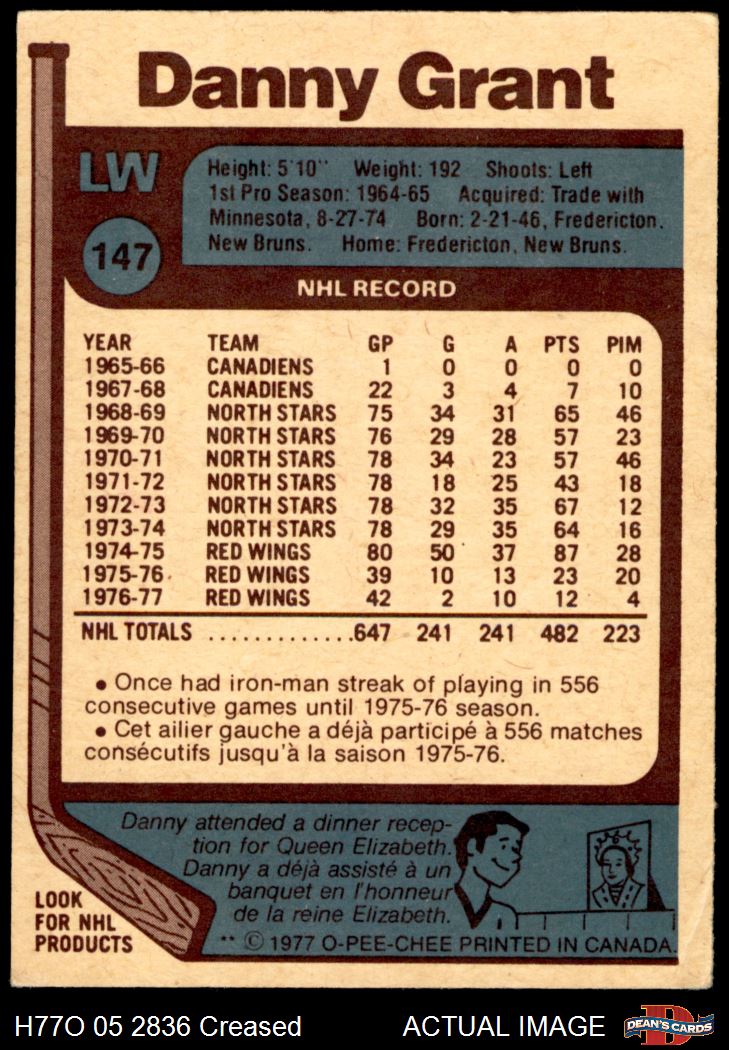 Danny Grant
LW
147
Height: 5'10" Weight: 192 Shoots: Left
1st Pro Season: 1964-65 Acquired: Trade with
Minnesota, 8-27-74 Born: 2-21-46, Fredericton.
New Bruns. Home: Fredericton, New Bruns.
NHL RECORD
YEAR TEAM GP G A PTS PIM
1965-66 CANADIENS 1 0 0 0 0
1967-68 CANADIENS 22 3 4 7 10
1968-69 NORTH STARS 75 34 31 65 46
1969-70 NORTH STARS 76 29 28 57 23
1970-71 NORTH STARS 78 34 23 57 46
1971-72 NORTH STARS 78 18 25 43 18
1972-73 NORTH STARS 78 32 35 67 12
1973-74 NORTH STARS 78 29 35 64 16
1974-75 RED WINGS 80 50 37 87 28
1975-76 RED WINGS 39 10 13 23 20
1976-77 RED WINGS 42 2 10 12 4
NHL TOTALS .............647 241 241 482 223
• Once had iron-man streak of playing in 556
consecutive games until 1975-76 season.
• Cet ailier gauche a déjà participé à 556 matches
consécutifs jusqu'à la saison 1975-76.
Danny attended a dinner recep-
tion for Queen Elizabeth.
Danny a déjà assisté à un
banquet en l'honneur
de la reine Elizabeth.
LOOK
FOR NHL
PRODUCTS
** © 1977 O-PEE-CHEE PRINTED IN CANADA.
H77O 05 2836 Creased ACTUAL IMAGE
DEAN'S CARDS